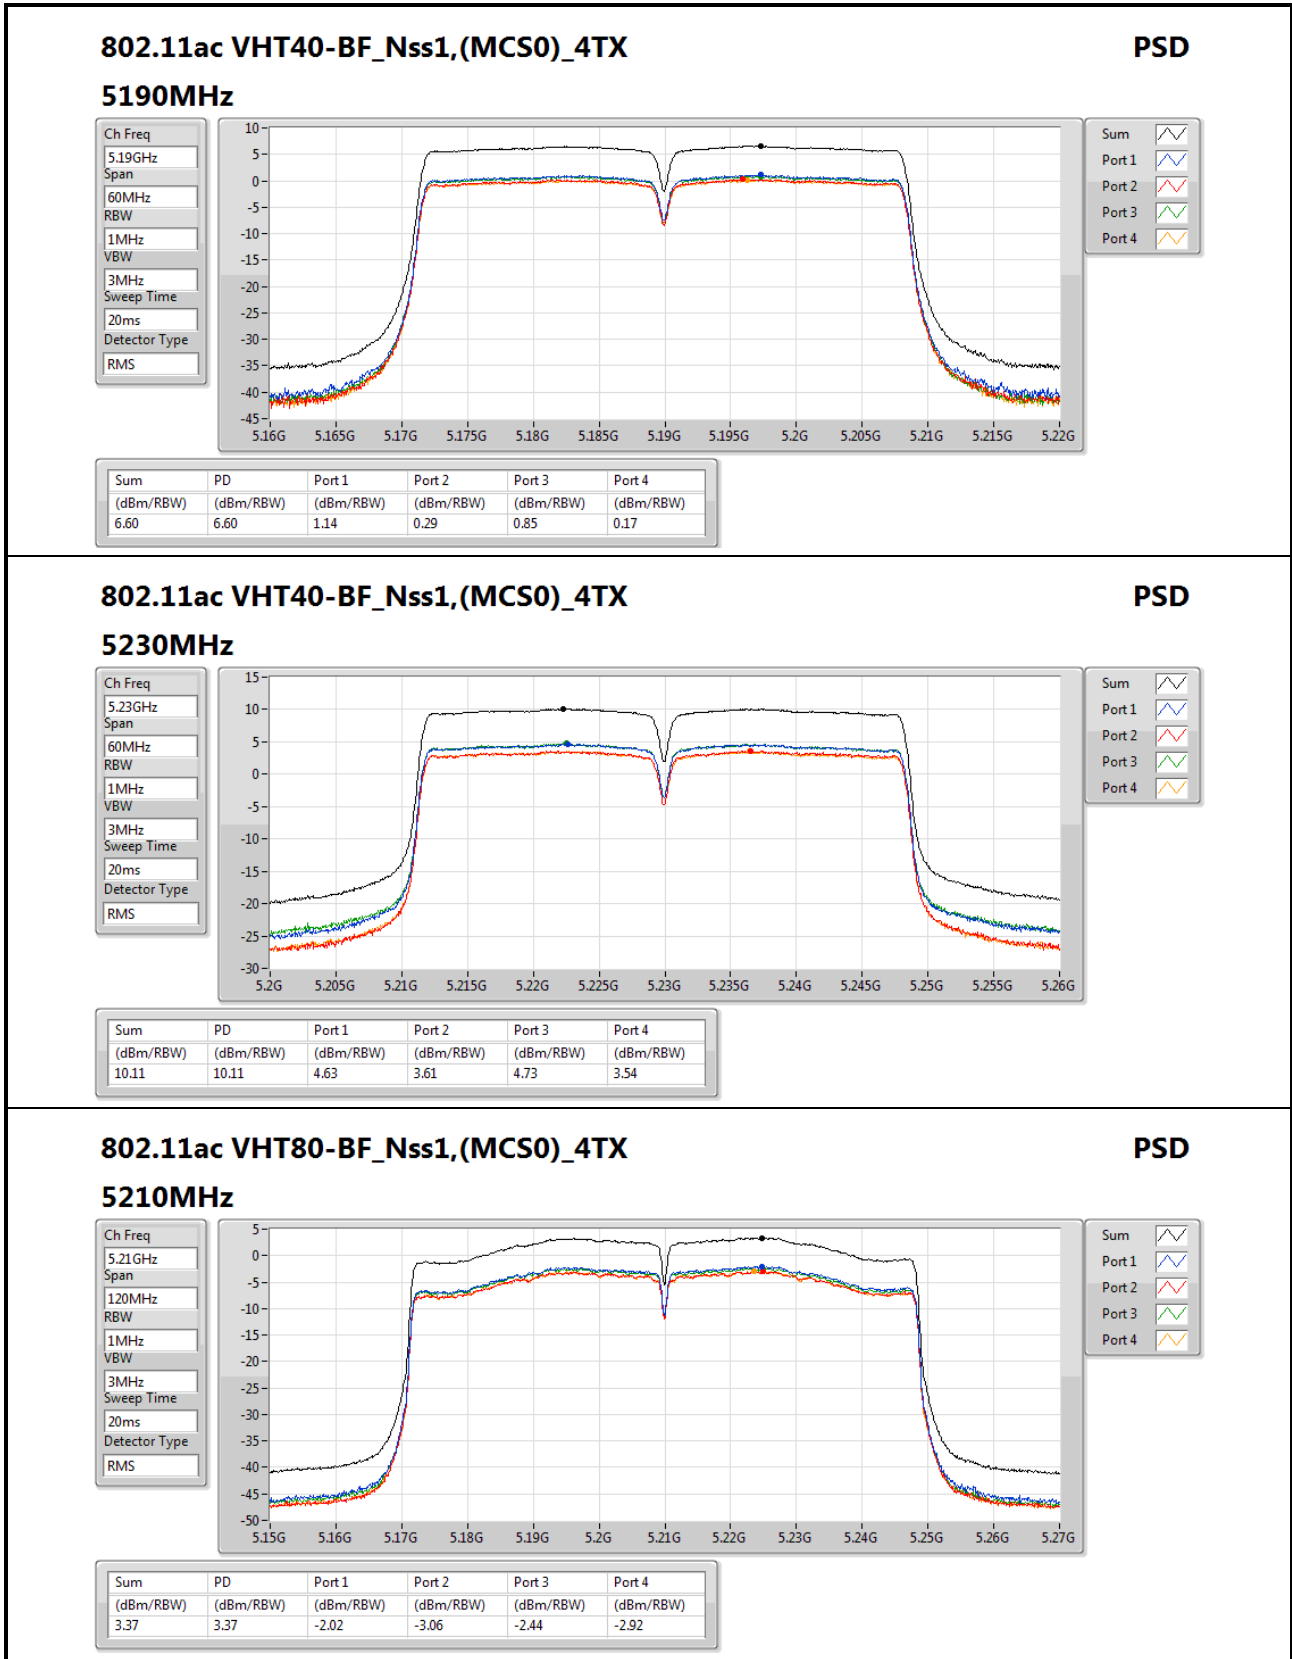 802.11ac VHT40-BF_Nss1,(MCS0)_4TX PSD
5190MHz
Ch Freq
5.19GHz
Span
60MHz
RBW
1MHz
VBW
3MHz
Sweep Time
20ms
Detector Type
RMS
10
5
0
-5
-10
-15
-20
-25
-30
-35
-40
-45
5.16G 5.165G 5.17G 5.175G 5.18G 5.185G 5.19G 5.195G 5.2G 5.205G 5.21G 5.215G 5.22G
Sum
Port 1
Port 2
Port 3
Port 4
Sum PD Port 1 Port 2 Port 3 Port 4
(dBm/RBW) (dBm/RBW) (dBm/RBW) (dBm/RBW) (dBm/RBW) (dBm/RBW)
6.60 6.60 1.14 0.29 0.85 0.17
802.11ac VHT40-BF_Nss1,(MCS0)_4TX PSD
5230MHz
Ch Freq
5.23GHz
Span
60MHz
RBW
1MHz
VBW
3MHz
Sweep Time
20ms
Detector Type
RMS
15
10
5
0
-5
-10
-15
-20
-25
-30
5.2G 5.205G 5.21G 5.215G 5.22G 5.225G 5.23G 5.235G 5.24G 5.245G 5.25G 5.255G 5.26G
Sum
Port 1
Port 2
Port 3
Port 4
Sum PD Port 1 Port 2 Port 3 Port 4
(dBm/RBW) (dBm/RBW) (dBm/RBW) (dBm/RBW) (dBm/RBW) (dBm/RBW)
10.11 10.11 4.63 3.61 4.73 3.54
802.11ac VHT80-BF_Nss1,(MCS0)_4TX PSD
5210MHz
Ch Freq
5.21GHz
Span
120MHz
RBW
1MHz
VBW
3MHz
Sweep Time
20ms
Detector Type
RMS
5
0
-5
-10
-15
-20
-25
-30
-35
-40
-45
-50
5.15G 5.16G 5.17G 5.18G 5.19G 5.2G 5.21G 5.22G 5.23G 5.24G 5.25G 5.26G 5.27G
Sum
Port 1
Port 2
Port 3
Port 4
Sum PD Port 1 Port 2 Port 3 Port 4
(dBm/RBW) (dBm/RBW) (dBm/RBW) (dBm/RBW) (dBm/RBW) (dBm/RBW)
3.37 3.37 -2.02 -3.06 -2.44 -2.92